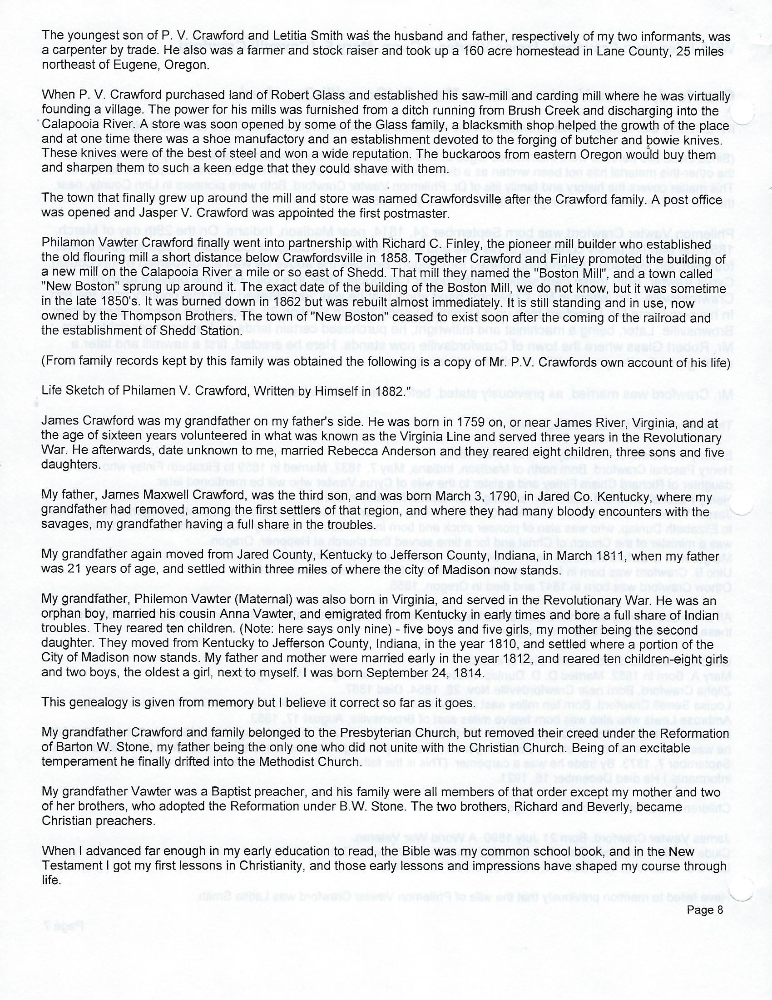 The youngest son of P. V. Crawford and Letitia Smith was the husband and father, respectively of my two informants, was
a carpenter by trade. He also was a farmer and stock raiser and took up a 160 acre homestead in Lane County, 25 miles
northeast of Eugene, Oregon.
When P. V. Crawford purchased land of Robert Glass and established his saw-mill and carding mill where he was virtually
founding a village. The power for his mills was furnished from a ditch running from Brush Creek and discharging into the
Calapooia River. A store was soon opened by some of the Glass family, a blacksmith shop helped the growth of the place
and at one time there was a shoe manufactory and an establishment devoted to the forging of butcher and bowie knives.
These knives were of the best of steel and won a wide reputation. The buckaroos from eastern Oregon would buy them
and sharpen them to such a keen edge that they could shave with them.
The town that finally grew up around the mill and store was named Crawfordsville after the Crawford family. A post office
was opened and Jasper V. Crawford was appointed the first postmaster.
Philamon Vawter Crawford finally went into partnership with Richard C. Finley, the pioneer mill builder who established
the old flouring mill a short distance below Crawfordsville in 1858. Together Crawford and Finley promoted the building of
a new mill on the Calapooia River a mile or so east of Shedd. That mill they named the "Boston Mill", and a town called
"New Boston" sprung up around it. The exact date of the building of the Boston Mill, we do not know, but it was sometime
in the late 1850's. It was burned down in 1862 but was rebuilt almost immediately. It is still standing and in use, now
owned by the Thompson Brothers. The town of "New Boston" ceased to exist soon after the coming of the railroad and
the establishment of Shedd Station.
(From family records kept by this family was obtained the following is a copy of Mr. P.V. Crawfords own account of his life)
Life Sketch of Philamen V. Crawford, Written by Himself in 1882."
James Crawford was my grandfather on my father's side. He was born in 1759 on, or near James River, Virginia, and at
the age of sixteen years volunteered in what was known as the Virginia Line and served three years in the Revolutionary
War. He afterwards, date unknown to me, married Rebecca Anderson and they reared eight children, three sons and five
daughters.
My father, James Maxwell Crawford, was the third son, and was born March 3, 1790, in Jared Co. Kentucky, where my
grandfather had removed, among the first settlers of that region, and where they had many bloody encounters with the
savages, my grandfather having a full share in the troubles.
My grandfather again moved from Jared County, Kentucky to Jefferson County, Indiana, in March 1811, when my father
was 21 years of age, and settled within three miles of where the city of Madison now stands.
My grandfather, Philemon Vawter (Maternal) was also born in Virginia, and served in the Revolutionary War. He was an
orphan boy, married his cousin Anna Vawter, and emigrated from Kentucky in early times and bore a full share of Indian
troubles. They reared ten children. (Note: here says only nine) - five boys and five girls, my mother being the second
daughter. They moved from Kentucky to Jefferson County, Indiana, in the year 1810, and settled where a portion of the
City of Madison now stands. My father and mother were married early in the year 1812, and reared ten children-eight girls
and two boys, the oldest a girl, next to myself. I was born September 24, 1814.
This genealogy is given from memory but I believe it correct so far as it goes.
My grandfather Crawford and family belonged to the Presbyterian Church, but removed their creed under the Reformation
of Barton W. Stone, my father being the only one who did not unite with the Christian Church. Being of an excitable
temperament he finally drifted into the Methodist Church.
My grandfather Vawter was a Baptist preacher, and his family were all members of that order except my mother and two
of her brothers, who adopted the Reformation under B.W. Stone. The two brothers, Richard and Beverly, became
Christian preachers.
When I advanced far enough in my early education to read, the Bible was my common school book, and in the New
Testament I got my first lessons in Christianity, and those early lessons and impressions have shaped my course through
life.
Page 8